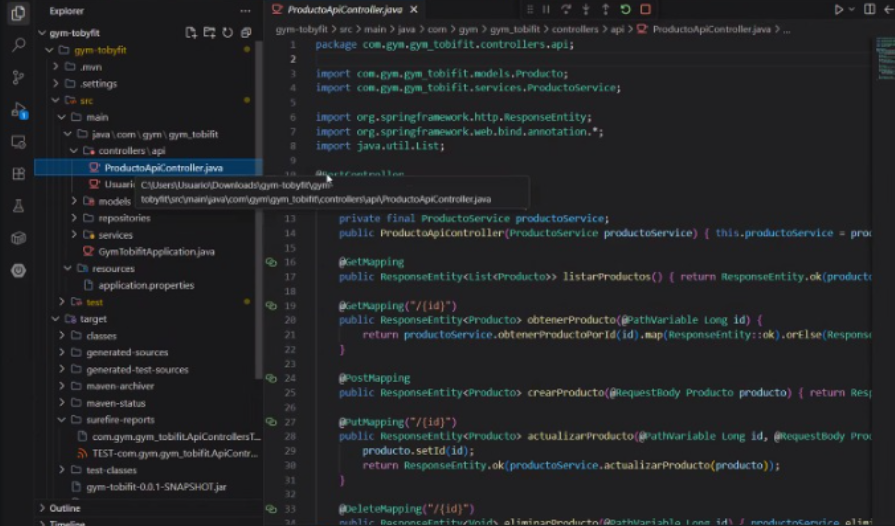 Explorer
gym-tobyfit
gym-tobyfit
.mvn
.settings
src
main
java\com\gym\gym_tobifit
controllers\api
ProductoApiController.java
Usuario
models
repositories
services
GymTobifitApplication.java
resources
application.properties
test
target
classes
generated-sources
generated-test-sources
maven-archiver
maven-status
surefire-reports
com.gym.gym_tobifit.ApiControllersT...
TEST-com.gym.gym_tobifit.ApiContr...
test-classes
gym-tobifit-0.0.1-SNAPSHOT.jar
Outline
Timeline
1
C:\Users\Usuario\Downloads\gym-tobyfit\gym-
tobyfit\src\main\java\com\gym\gym_tobifit\controllers\api\ProductoApiController.java
ProductoApiController.java
gym-tobyfit > src > main > java > com > gym > gym_tobifit > controllers > api > ProductoApiController.java > ...
1 package com.gym.gym_tobifit.controllers.api;
2
3 import com.gym.gym_tobifit.models.Producto;
4 import com.gym.gym_tobifit.services.ProductoService;
5
6 import org.springframework.http.ResponseEntity;
7 import org.springframework.web.bind.annotation.*;
8 import java.util.List;
9
10 @RestController
13 private final ProductoService productoService;
14 public ProductoApiController(ProductoService productoService) { this.productoService = prod
15
16 @GetMapping
17 public ResponseEntity<List<Producto>> listarProductos() { return ResponseEntity.ok(producto
18
19 @GetMapping("/{id}")
20 public ResponseEntity<Producto> obtenerProducto(@PathVariable Long id) {
21 return productoService.obtenerProductoPorId(id).map(ResponseEntity::ok).orElse(Response
22 }
23
24 @PostMapping
25 public ResponseEntity<Producto> crearProducto(@RequestBody Producto producto) { return Resp
26
27 @PutMapping("/{id}")
28 public ResponseEntity<Producto> actualizarProducto(@PathVariable Long id, @RequestBody Prod
29 producto.setId(id);
30 return ResponseEntity.ok(productoService.actualizarProducto(producto));
31 }
32
33 @DeleteMapping("/{id}")
34 public ResponseEntity<Void> eliminarProducto(@PathVariable Long id) { productoService.elim